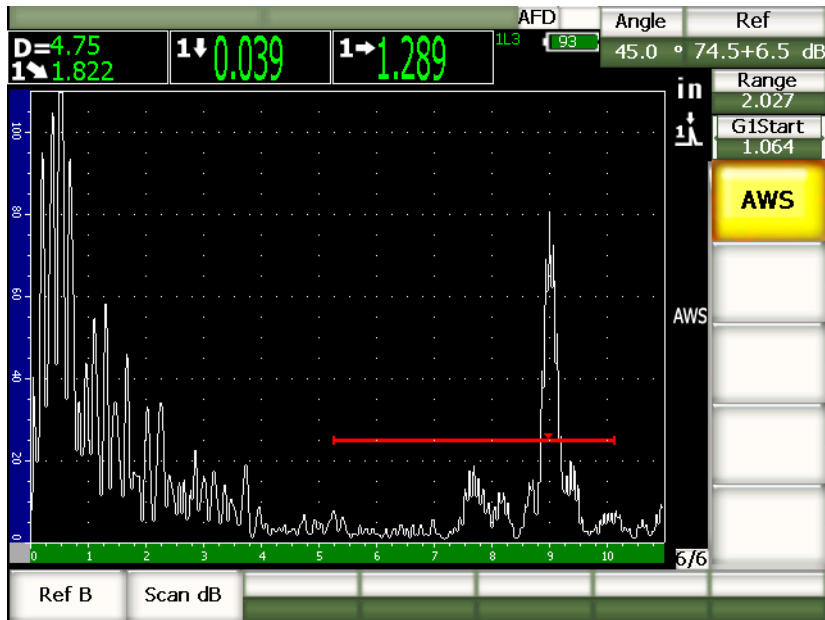 AFD
Angle
Ref
D=4.75
1 1.822
1 0.039
1 1.289
1L3
93
45.0 °
74.5+6.5 dB
in
Range
2.027
1
G1Start
1.064
AWS
AWS
100
80
60
40
20
0
0 1 2 3 4 5 6 7 8 9 10
6/6
Ref B
Scan dB